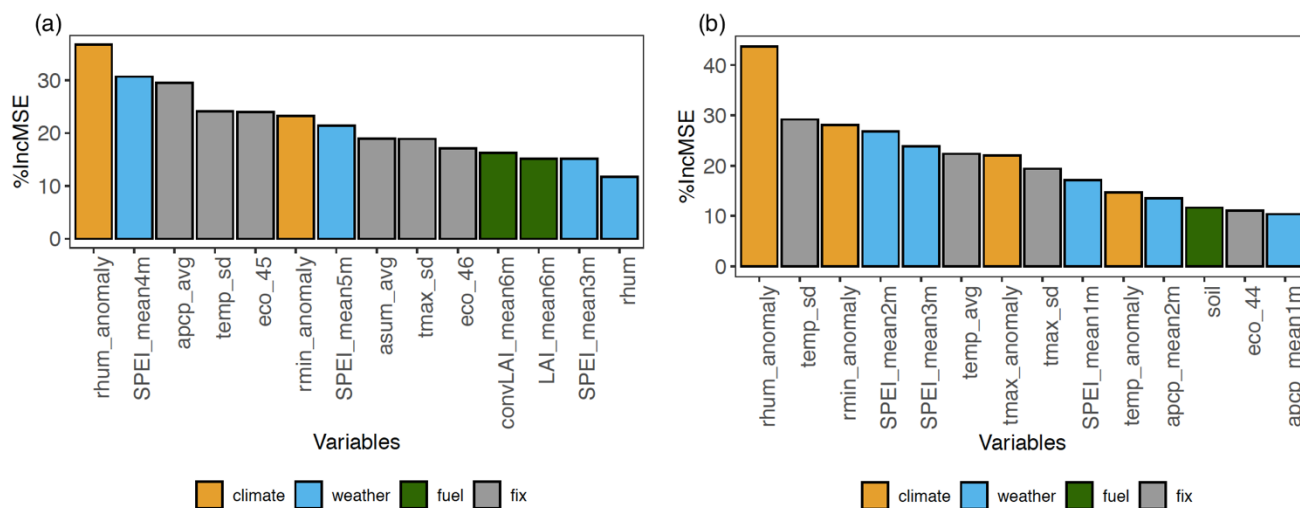 (a)
%IncMSE
30
20
10
0
rhum_anomaly
SPEI_mean4m
apcp_avg
temp_sd
eco_45
rmin_anomaly
SPEI_mean5m
asum_avg
tmax_sd
eco_46
convLAI_mean6m
LAI_mean6m
SPEI_mean3m
rhum
Variables
climate weather fuel fix
(b)
%IncMSE
40
30
20
10
0
rhum_anomaly
temp_sd
rmin_anomaly
SPEI_mean2m
SPEI_mean3m
temp_avg
tmax_anomaly
tmax_sd
SPEI_mean1m
temp_anomaly
apcp_mean2m
soil
eco_44
apcp_mean1m
Variables
climate weather fuel fix